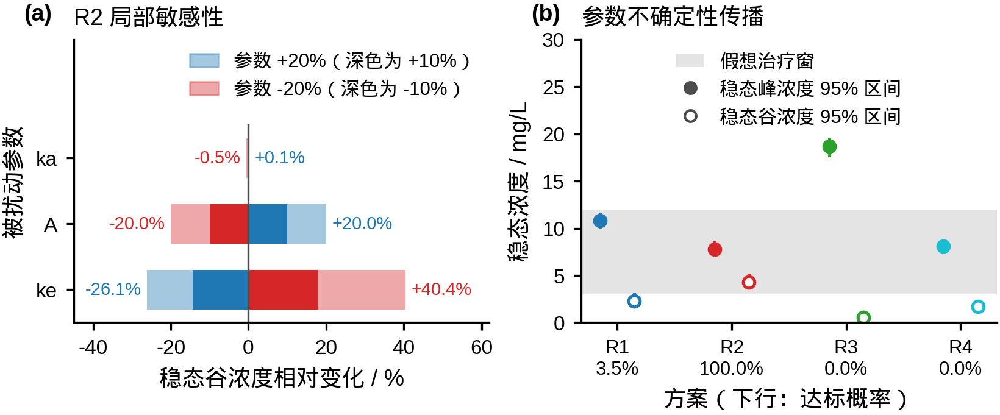 (a) R2 局部敏感性
参数 +20%（深色为 +10%）
参数 -20%（深色为 -10%）
被扰动参数
ka
-0.5%
+0.1%
A
-20.0%
+20.0%
ke
-26.1%
+40.4%
-40 -20 0 20 40 60
稳态谷浓度相对变化 / %
(b) 参数不确定性传播
假想治疗窗
稳态峰浓度 95% 区间
稳态谷浓度 95% 区间
稳态浓度 / mg/L
30
25
20
15
10
5
0
R1 R2 R3 R4
3.5% 100.0% 0.0% 0.0%
方案（下行：达标概率）